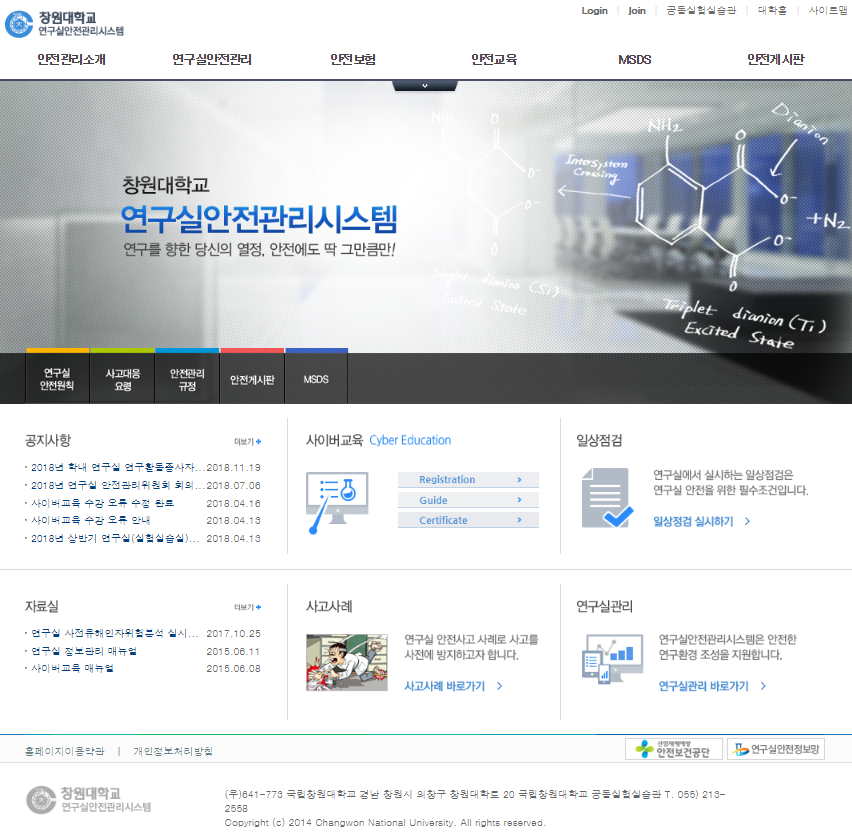 창원대학교
연구실안전관리시스템
Login | Join | 공동실험실습관 | 대학홈 | 사이트맵
안전관리소개 연구실안전관리 안전보험 안전교육 MSDS 안전게시판
NH2
Dianion
Intersystem
Crossing
+N2
창원대학교
연구실안전관리시스템
연구를 향한 당신의 열정, 안전에도 딱 그만큼만!
Singlet dianion (S1)
Excited State
Triplet dianion (T1)
Excited State
연구실
안전원칙
사고대응
요령
안전관리
규정
안전게시판
MSDS
공지사항 더보기 +
· 2018년 학내 연구실 연구활동종사자... 2018.11.19
· 2018년 연구실 안전관리위원회 회의... 2018.07.06
· 사이버교육 수강 오류 수정 완료 2018.04.16
· 사이버교육 수강 오류 안내 2018.04.13
· 2018년 상반기 연구실(실험실습실)... 2018.04.13
사이버교육 Cyber Education
Registration >
Guide >
Certificate >
일상점검
연구실에서 실시하는 일상점검은
연구실 안전을 위한 필수조건입니다.
일상점검 실시하기 >
자료실 더보기 +
· 연구실 사전유해인자위험분석 실시... 2017.10.25
· 연구실 정보관리 매뉴얼 2015.06.11
· 사이버교육 매뉴얼 2015.06.08
사고사례
연구실 안전사고 사례로 사고를
사전에 방지하고자 합니다.
사고사례 바로가기 >
연구실관리
연구실안전관리시스템은 안전한
연구환경 조성을 지원합니다.
연구실관리 바로가기 >
홈페이지이용약관 | 개인정보처리방침
산업재해예방
안전보건공단
연구실안전정보망
창원대학교
연구실안전관리시스템
(우)641-773 국립창원대학교 경남 창원시 의창구 창원대학로 20 국립창원대학교 공동실험실습관 T. 055) 213-
2558
Copyright (c) 2014 Changwon National University. All rights reserved.